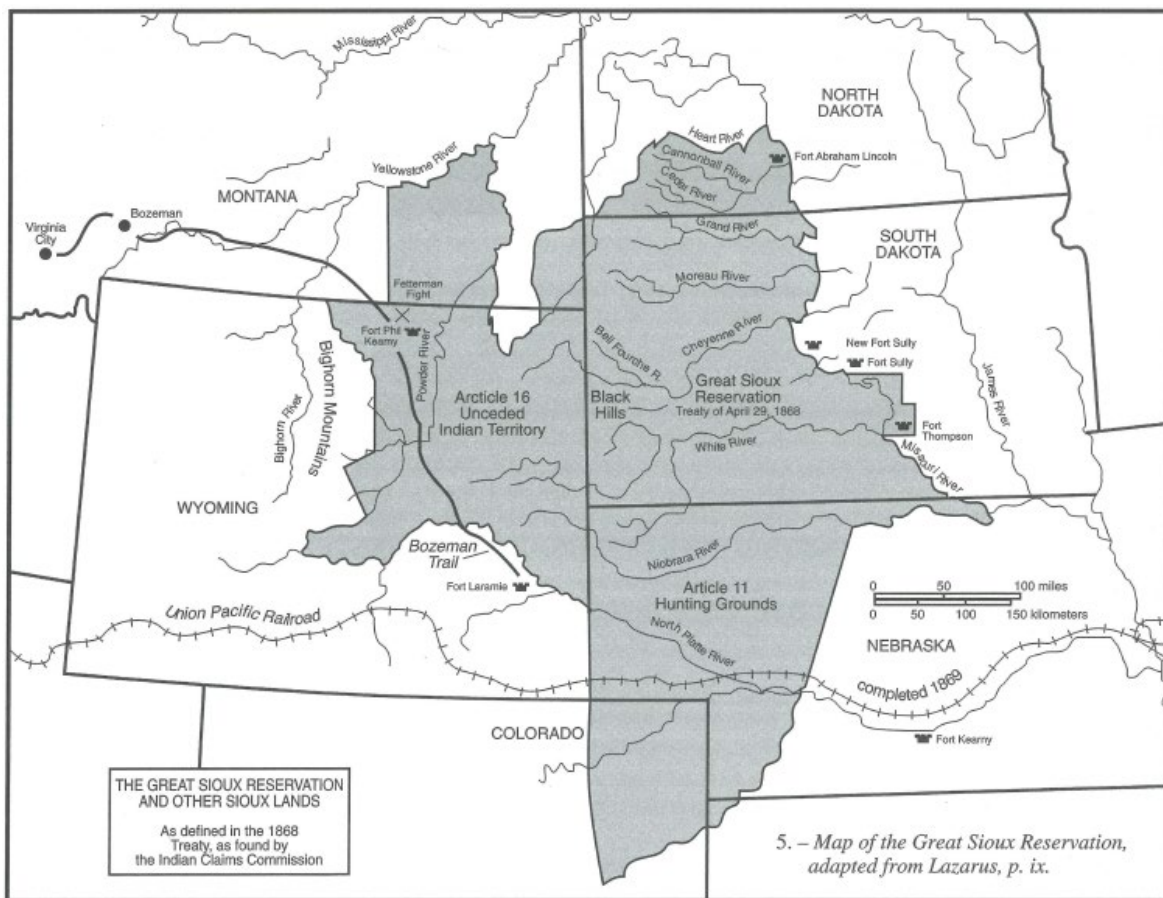 Mississippi River
NORTH
DAKOTA
Heart River
Cannonball River
Fort Abraham Lincoln
Cedar River
Yellowstone River
MONTANA
Bozeman
Virginia
City
Grand River
SOUTH
DAKOTA
Moreau River
Fetterman
Fight
Fort Phil
Kearny
Powder River
Bell Fourche R.
Cheyenne River
New Fort Sully
Fort Sully
James River
Bighorn River
Bighorn Mountains
Arcticle 16
Unceded
Indian Territory
Black
Hills
Great Sioux
Reservation
Treaty of April 29, 1868
White River
Fort
Thompson
Missouri River
WYOMING
Bozeman
Trail
Fort Laramie
Niobrara River
Article 11
Hunting Grounds
0 50 100 miles
0 50 100 150 kilometers
Union Pacific Railroad
North Platte River
NEBRASKA
completed 1869
COLORADO
Fort Kearny
THE GREAT SIOUX RESERVATION
AND OTHER SIOUX LANDS
As defined in the 1868
Treaty, as found by
the Indian Claims Commission
5. – Map of the Great Sioux Reservation,
adapted from Lazarus, p. ix.